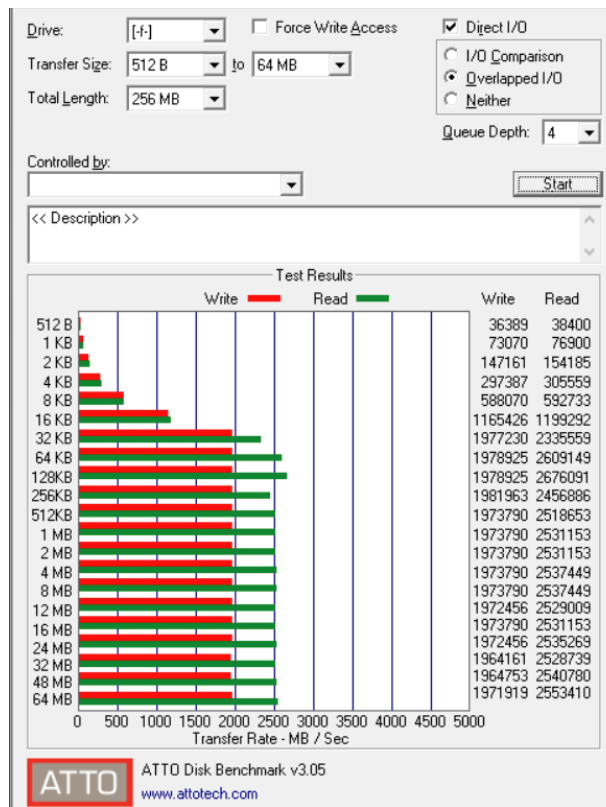 Drive: [-f-] Force Write Access Direct I/O
Transfer Size: 512 B to 64 MB I/O Comparison
Overlapped I/O
Total Length: 256 MB Neither
Queue Depth: 4
Controlled by:
Start
<< Description >>
Test Results
Write Read Write Read
512 B 36389 38400
1 KB 73070 76900
2 KB 147161 154185
4 KB 297387 305559
8 KB 588070 592733
16 KB 1165426 1199292
32 KB 1977230 2335559
64 KB 1978925 2609149
128KB 1978925 2676091
256KB 1981963 2456886
512KB 1973790 2518653
1 MB 1973790 2531153
2 MB 1973790 2531153
4 MB 1973790 2537449
8 MB 1973790 2537449
12 MB 1972456 2529009
16 MB 1973790 2531153
24 MB 1972456 2535269
32 MB 1964161 2528739
48 MB 1964753 2540780
64 MB 1971919 2553410
0 500 1000 1500 2000 2500 3000 3500 4000 4500 5000
Transfer Rate - MB / Sec
ATTO
ATTO Disk Benchmark v3.05
www.attotech.com